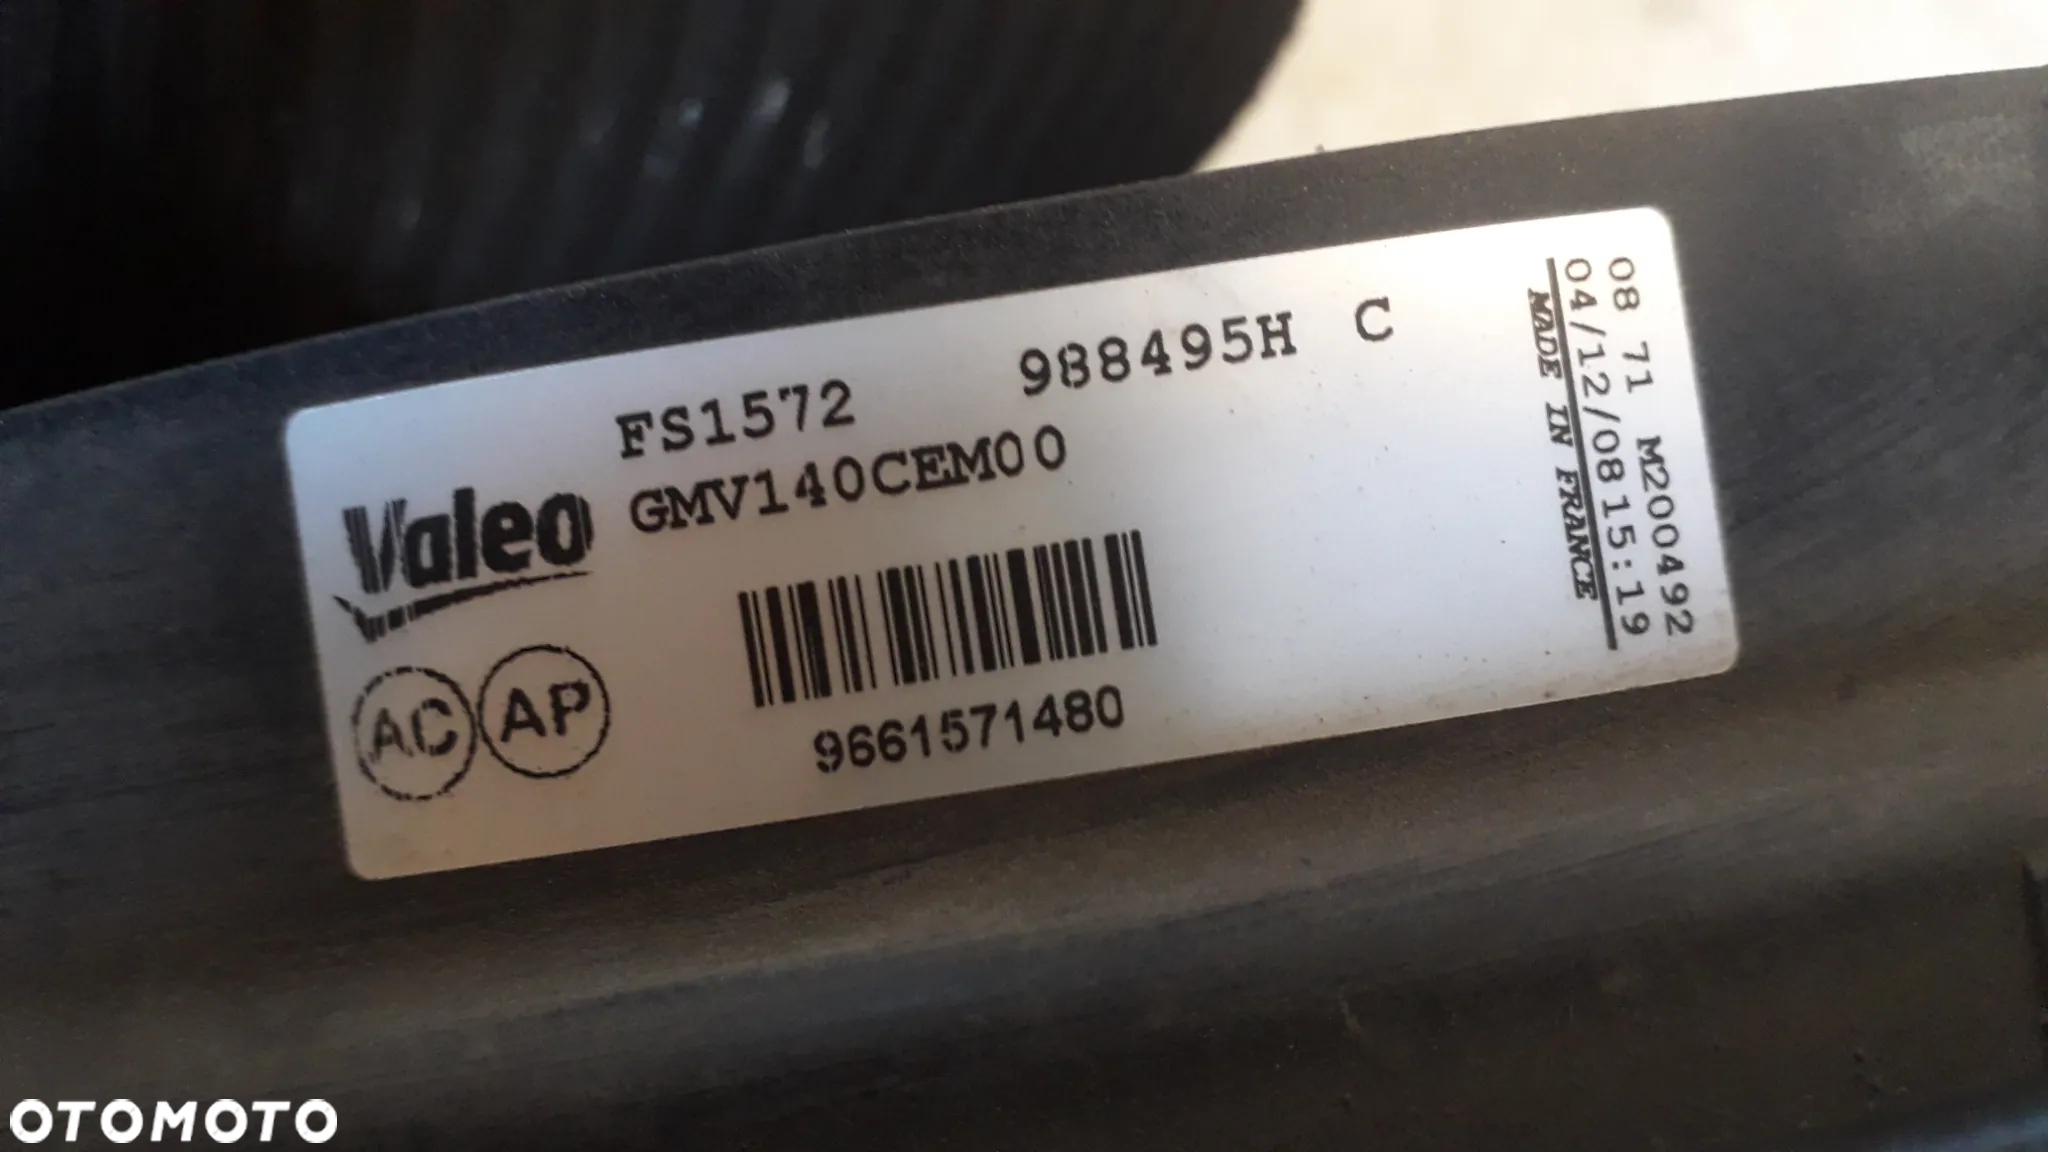 FS1572 988495H C
GMV140CEM00
Valeo
AC AP
9661571480
08 71 M200492
04/12/08 15:19
MADE IN FRANCE
OTOMOTO